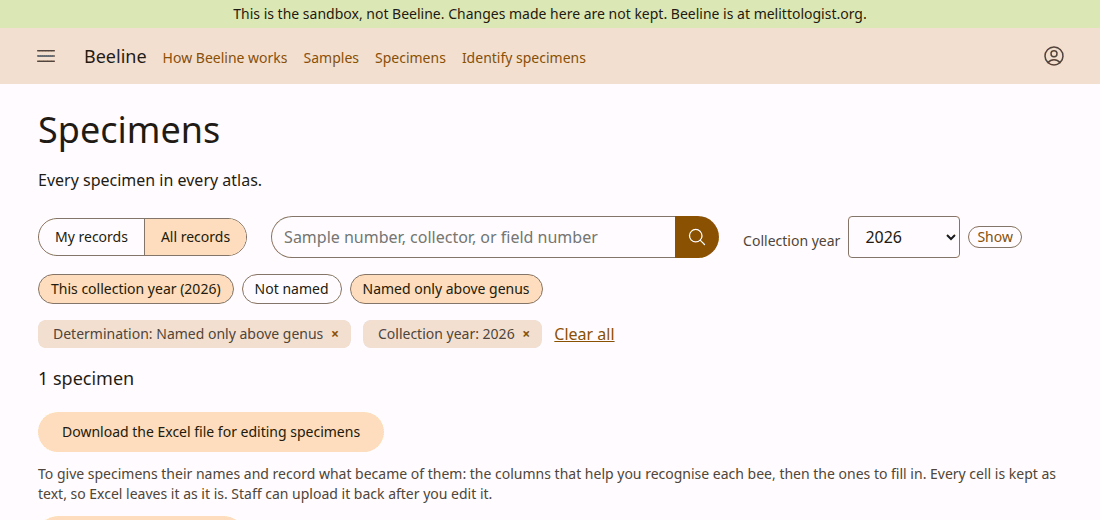 This is the sandbox, not Beeline. Changes made here are not kept. Beeline is at melittologist.org.
Beeline How Beeline works Samples Specimens Identify specimens
Specimens
Every specimen in every atlas.
My records All records Sample number, collector, or field number Collection year 2026 Show
This collection year (2026) Not named Named only above genus
Determination: Named only above genus × Collection year: 2026 × Clear all
1 specimen
Download the Excel file for editing specimens
To give specimens their names and record what became of them: the columns that help you recognise each bee, then the ones to fill in. Every cell is kept as
text, so Excel leaves it as it is. Staff can upload it back after you edit it.